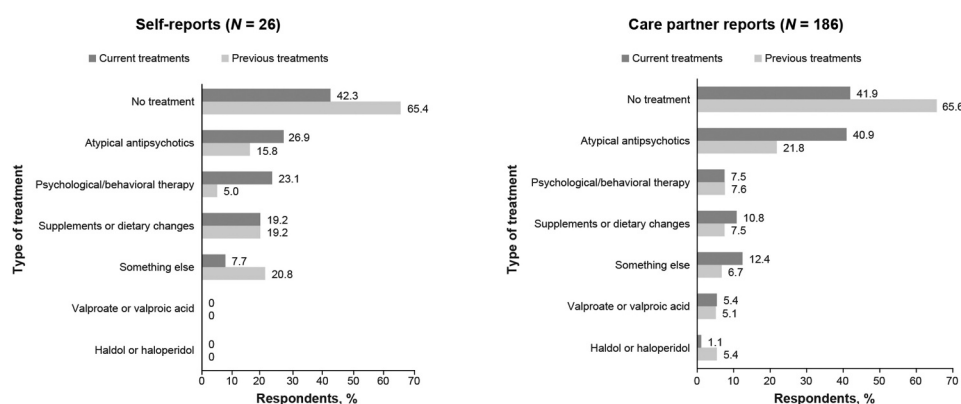 Self-reports (N = 26)
Current treatments Previous treatments
Type of treatment
No treatment
42.3
65.4
Atypical antipsychotics
26.9
15.8
Psychological/behavioral therapy
23.1
5.0
Supplements or dietary changes
19.2
19.2
Something else
7.7
20.8
Valproate or valproic acid
0
0
Haldol or haloperidol
0
0
0 10 20 30 40 50 60 70
Respondents, %
Care partner reports (N = 186)
Current treatments Previous treatments
Type of treatment
No treatment
41.9
65.6
Atypical antipsychotics
40.9
21.8
Psychological/behavioral therapy
7.5
7.6
Supplements or dietary changes
10.8
7.5
Something else
12.4
6.7
Valproate or valproic acid
5.4
5.1
Haldol or haloperidol
1.1
5.4
0 10 20 30 40 50 60 70
Respondents, %